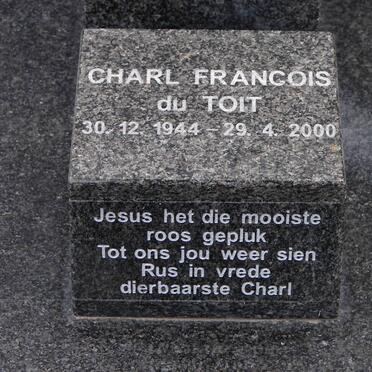 CHARL FRANCOIS
du TOIT
30. 12. 1944 – 29. 4. 2000
Jesus het die mooiste
roos gepluk
Tot ons jou weer sien
Rus in vrede
dierbaarste Charl